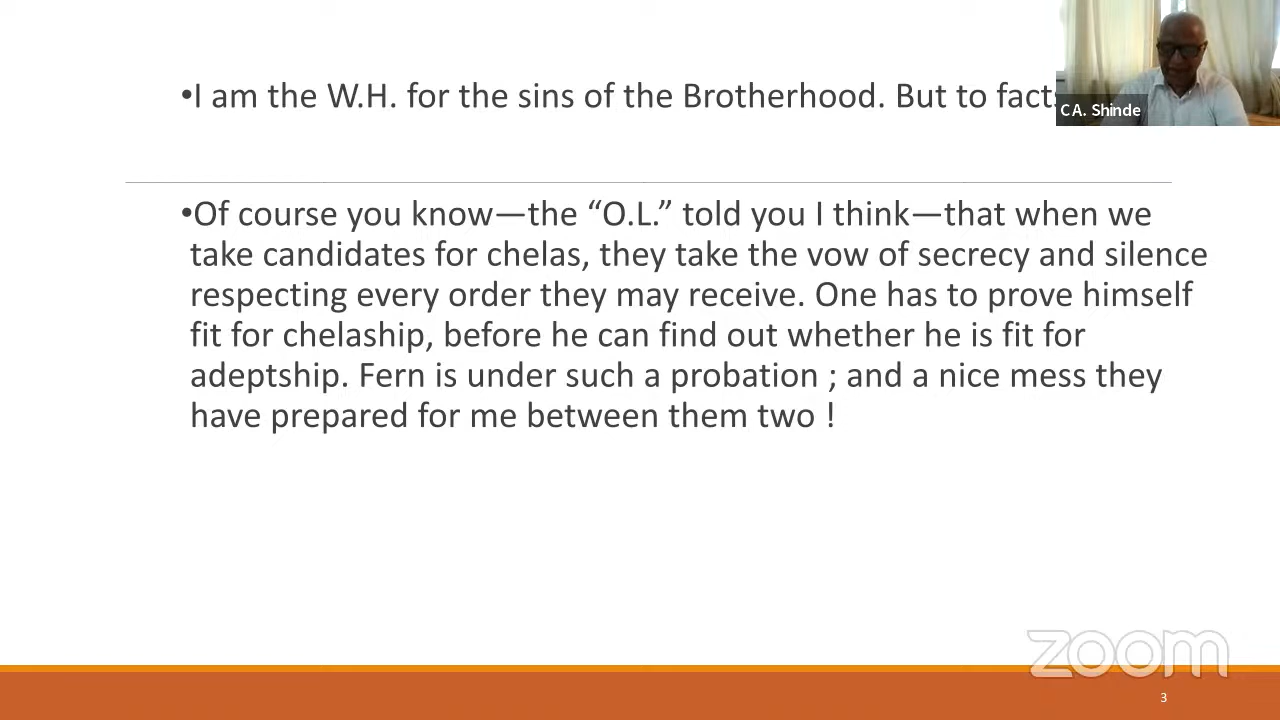 •I am the W.H. for the sins of the Brotherhood. But to facts
C A. Shinde
•Of course you know—the “O.L.” told you I think—that when we
take candidates for chelas, they take the vow of secrecy and silence
respecting every order they may receive. One has to prove himself
fit for chelaship, before he can find out whether he is fit for
adeptship. Fern is under such a probation ; and a nice mess they
have prepared for me between them two !
zoom
3